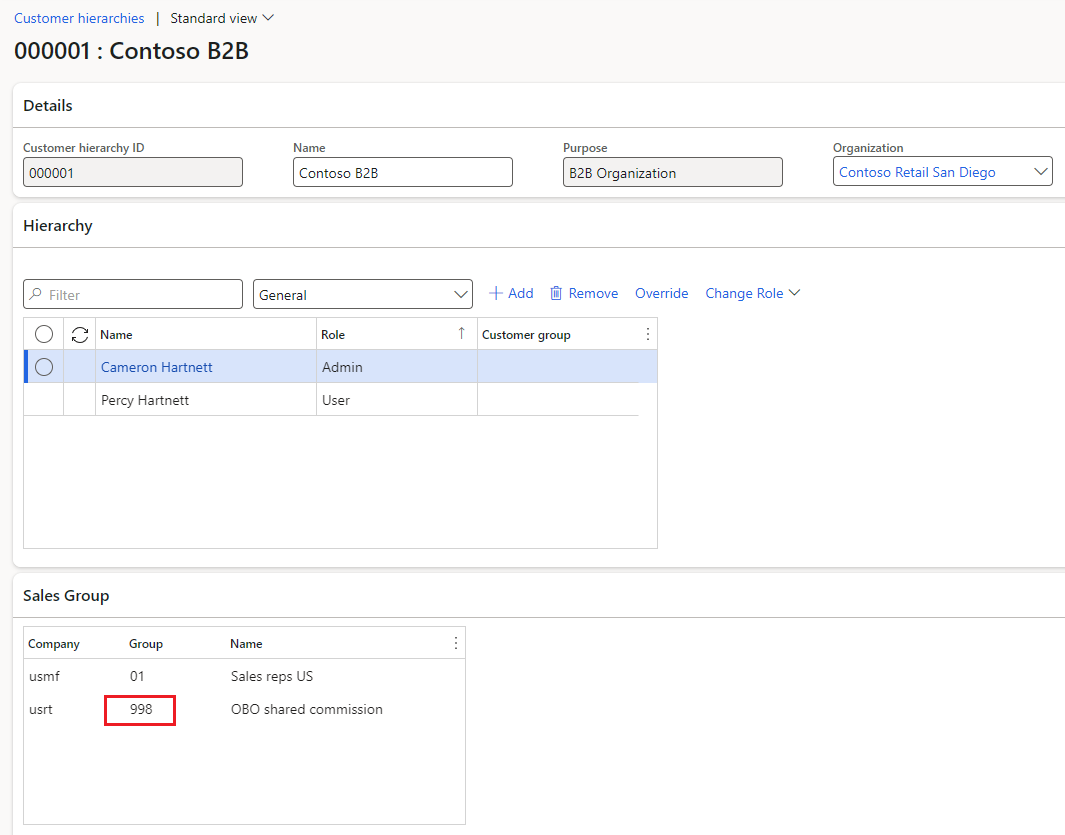 Customer hierarchies | Standard view
000001 : Contoso B2B
Details
Customer hierarchy ID Name Purpose Organization
000001 Contoso B2B B2B Organization Contoso Retail San Diego
Hierarchy
Filter General Add Remove Override Change Role
Name Role Customer group
Cameron Hartnett Admin
Percy Hartnett User
Sales Group
Company Group Name
usmf 01 Sales reps US
usrt 998 OBO shared commission